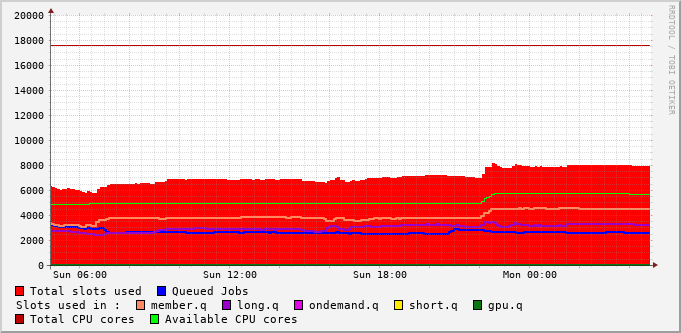 RRDTOOL / TOBI OETIKER
20000
18000
16000
14000
12000
10000
8000
6000
4000
2000
0
Sun 06:00 Sun 12:00 Sun 18:00 Mon 00:00
Total slots used Queued Jobs
Slots used in : member.q long.q ondemand.q short.q gpu.q
Total CPU cores Available CPU cores